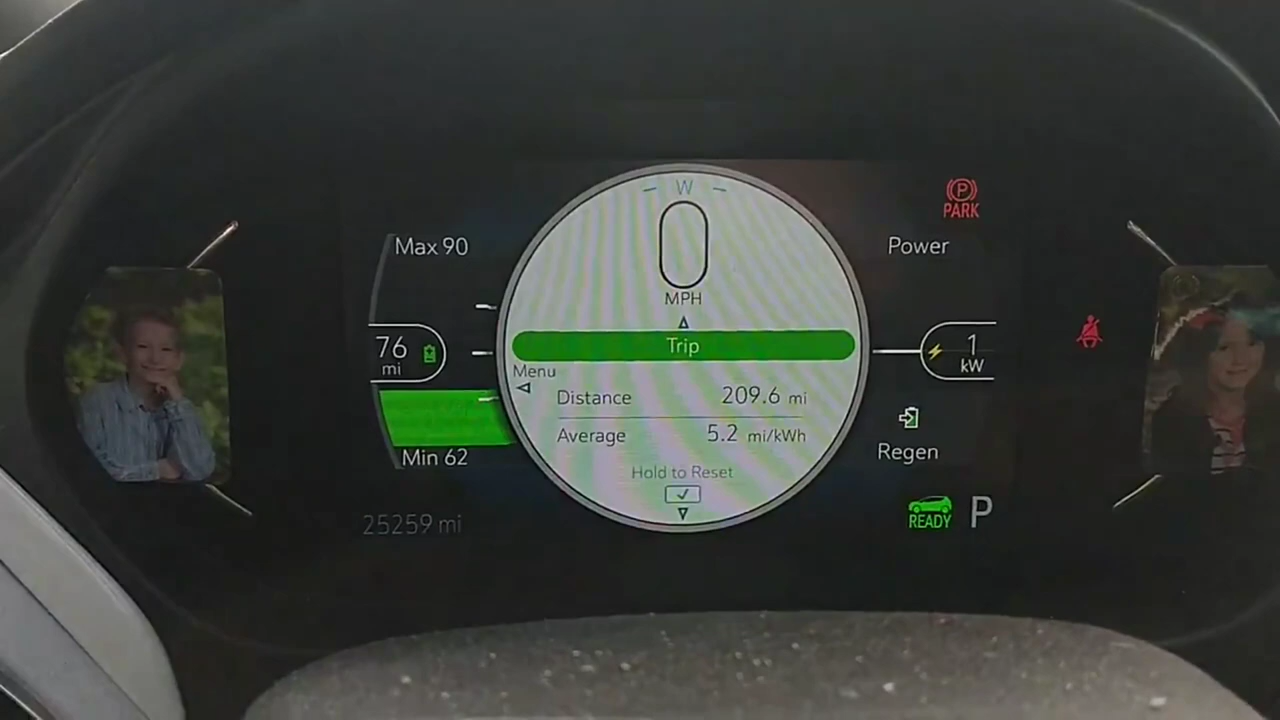 W
PARK
Max 90
0
Power
MPH
76
mi
Trip
1
kW
Menu
Distance 209.6 mi
Average 5.2 mi/kWh
Regen
Min 62
Hold to Reset
25259 mi
READY P